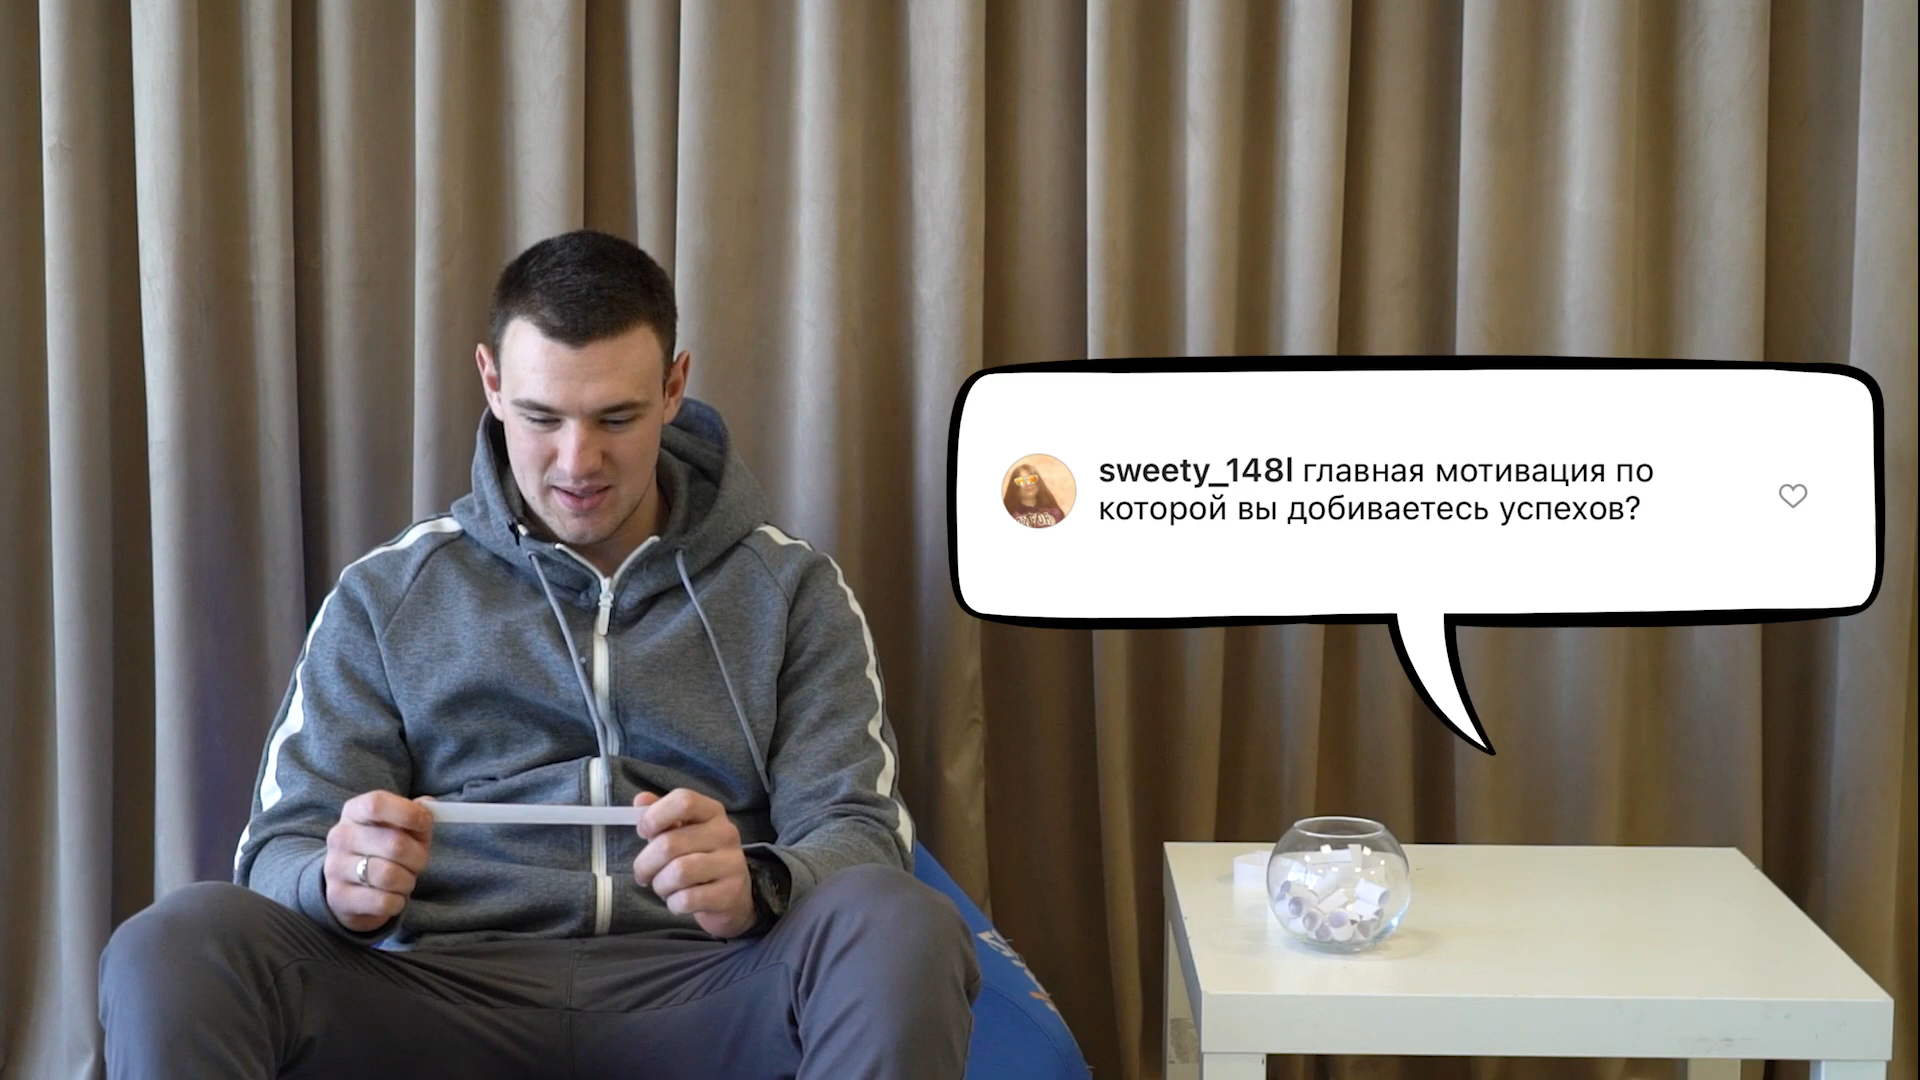 sweety_148l главная мотивация по
которой вы добиваетесь успехов?